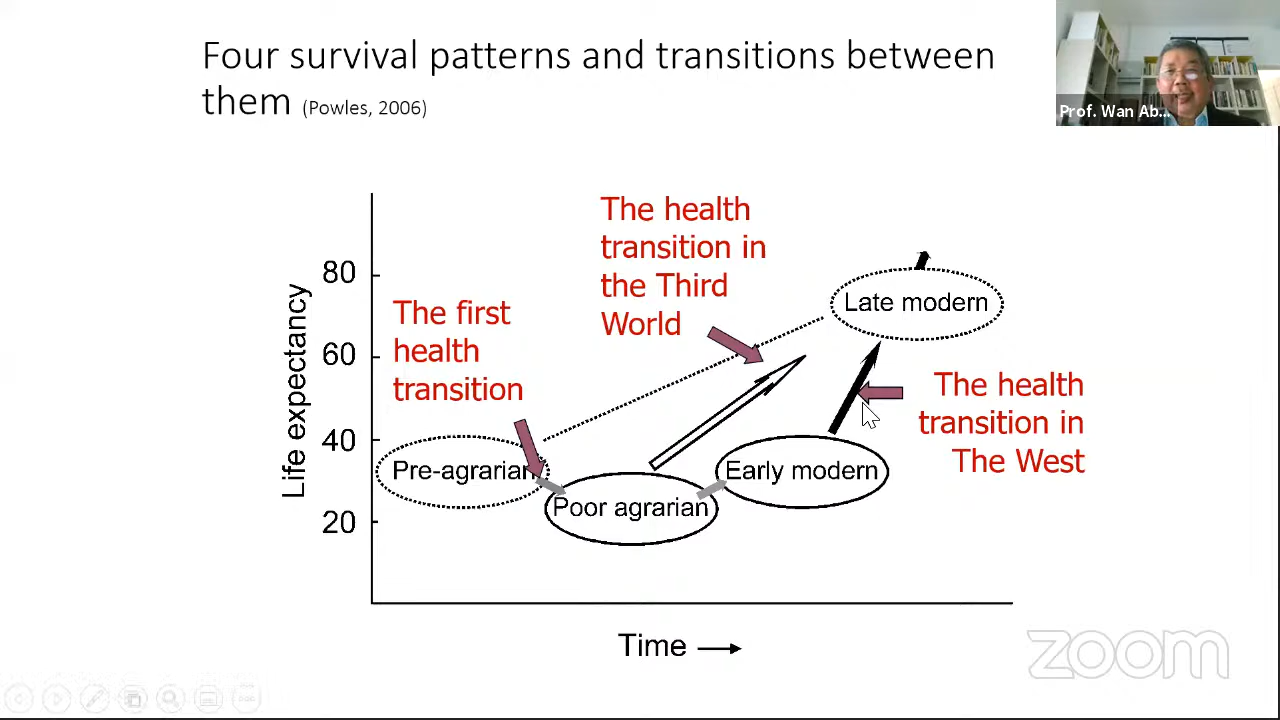 Four survival patterns and transitions between
them (Powles, 2006)
Prof. Wan Ab...
The health
transition in
the Third
World
The first
health
transition
80
60
40
20
Life expectancy
Late modern
The health
transition in
The West
Pre-agrarian
Early modern
Poor agrarian
Time
zoom